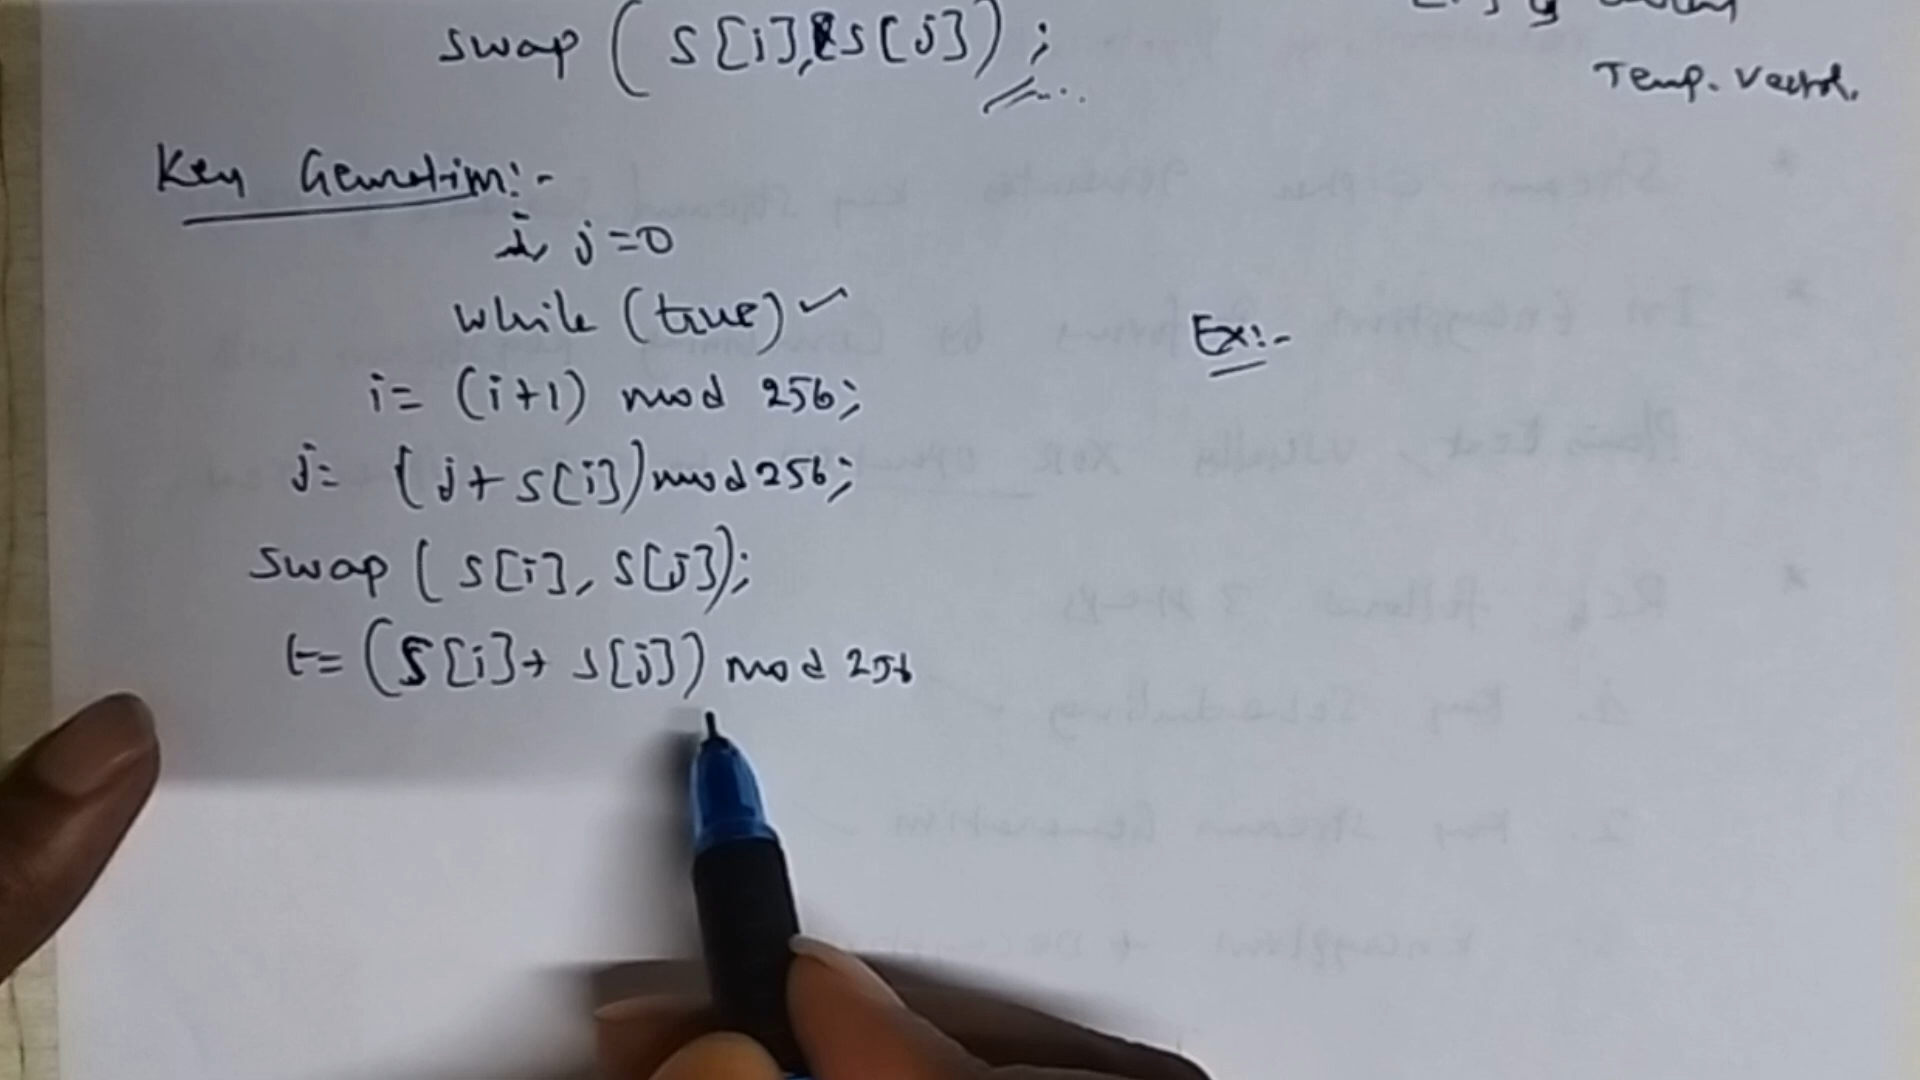 swap ( S[i], S[j]) ;
Temp. Vector.
Key Generation:-
i, j = 0
while (true) ✓
i = (i+1) mod 256;
Ex:-
j = (j + S[i]) mod 256;
swap ( S[i], S[j]);
t = (S[i] + S[j]) mod 256